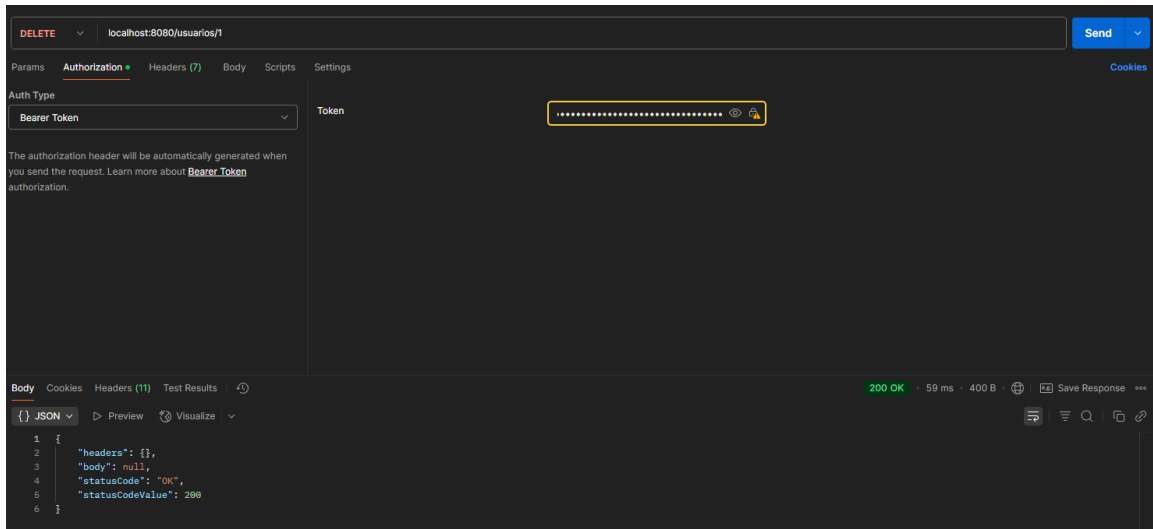 DELETE localhost:8080/usuarios/1 Send
Params Authorization Headers (7) Body Scripts Settings Cookies
Auth Type
Bearer Token
Token
The authorization header will be automatically generated when
you send the request. Learn more about Bearer Token
authorization.
Body Cookies Headers (11) Test Results 200 OK 59 ms 400 B Save Response
{} JSON Preview Visualize
1 {
2 "headers": {},
3 "body": null,
4 "statusCode": "OK",
5 "statusCodeValue": 200
6 }